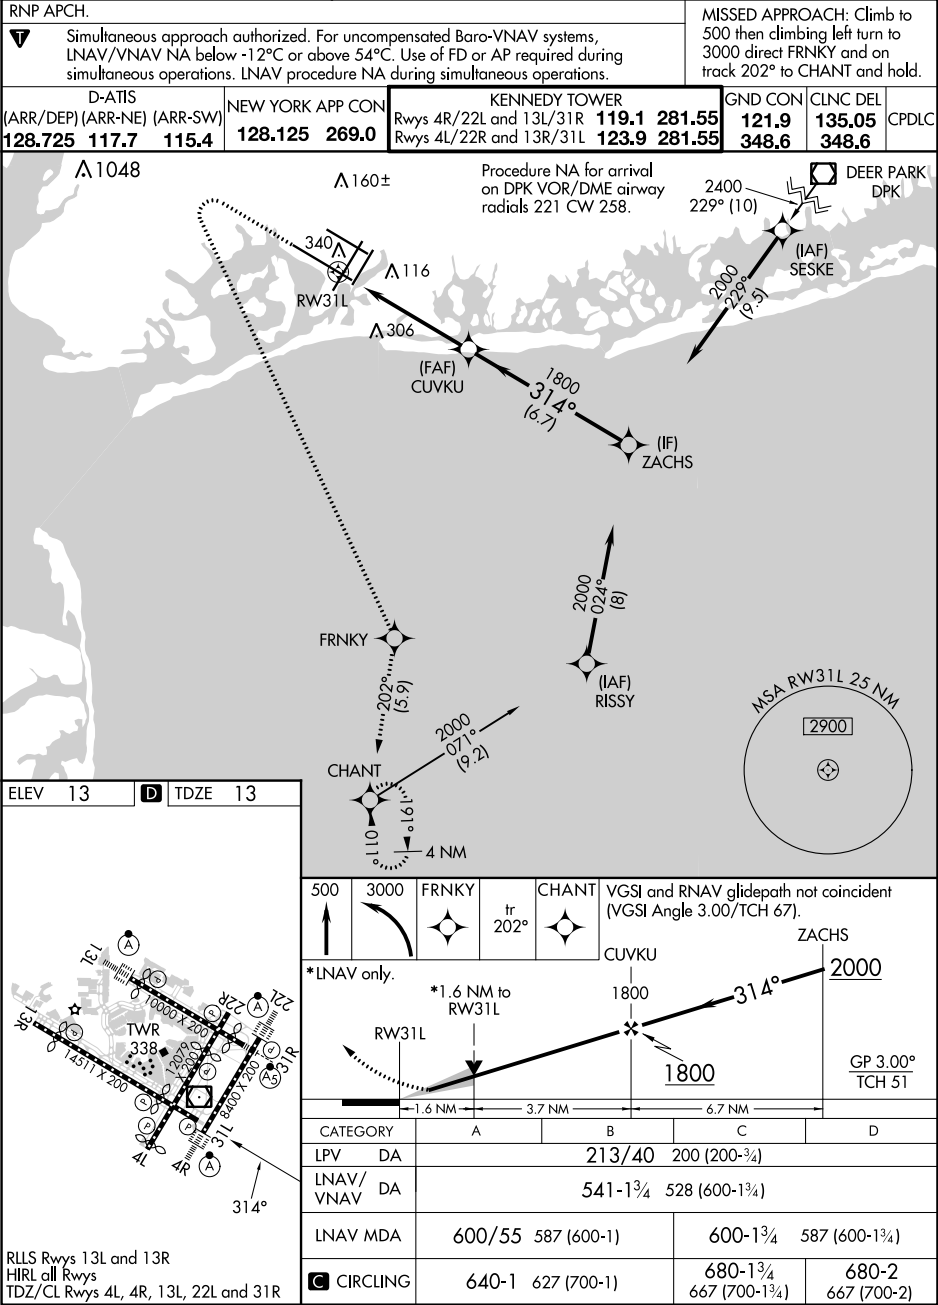 RNP APCH.
T
Simultaneous approach authorized. For uncompensated Baro-VNAV systems,
LNAV/VNAV NA below -12°C or above 54°C. Use of FD or AP required during
simultaneous operations. LNAV procedure NA during simultaneous operations.
MISSED APPROACH: Climb to
500 then climbing left turn to
3000 direct FRNKY and on
track 202° to CHANT and hold.
D-ATIS
(ARR/DEP) (ARR-NE) (ARR-SW)
128.725 117.7 115.4
NEW YORK APP CON
128.125 269.0
KENNEDY TOWER
Rwys 4R/22L and 13L/31R 119.1 281.55
Rwys 4L/22R and 13R/31L 123.9 281.55
GND CON
121.9
348.6
CLNC DEL
135.05
348.6
CPDLC
1048
160±
Procedure NA for arrival
on DPK VOR/DME airway
radials 221 CW 258.
2400
229° (10)
DEER PARK
DPK
(IAF)
SESKE
2000
229°
(9.5)
340
116
RW31L
306
(FAF)
CUVKU
1800
314°
(6.7)
(IF)
ZACHS
2000
024°
(8)
(IAF)
RISSY
FRNKY
202°
(5.9)
2000
071°
(9.2)
CHANT
011°
191°
4 NM
MSA RW31L 25 NM
2900
ELEV 13
D TDZE 13
13L
A
13R
P
10000 X 200
P
22R
A
22L
TWR
338
12079
X 200
P
31R
A5
14511 X 200
8400 X 200
P
P
P
31L
4L
4R
A
314°
RLLS Rwys 13L and 13R
HIRL all Rwys
TDZ/CL Rwys 4L, 4R, 13L, 22L and 31R
500
3000
FRNKY
tr
202°
CHANT
VGSI and RNAV glidepath not coincident
(VGSI Angle 3.00/TCH 67).
*LNAV only.
*1.6 NM to
RW31L
RW31L
CUVKU
1800
ZACHS
2000
314°
1800
GP 3.00°
TCH 51
1.6 NM
3.7 NM
6.7 NM
CATEGORY A B C D
LPV DA 213/40 200 (200-¾)
LNAV/
VNAV DA 541-1¾ 528 (600-1¾)
LNAV MDA 600/55 587 (600-1) 600-1¾ 587 (600-1¾)
C CIRCLING 640-1 627 (700-1)
680-1¾
667 (700-1¾)
680-2
667 (700-2)